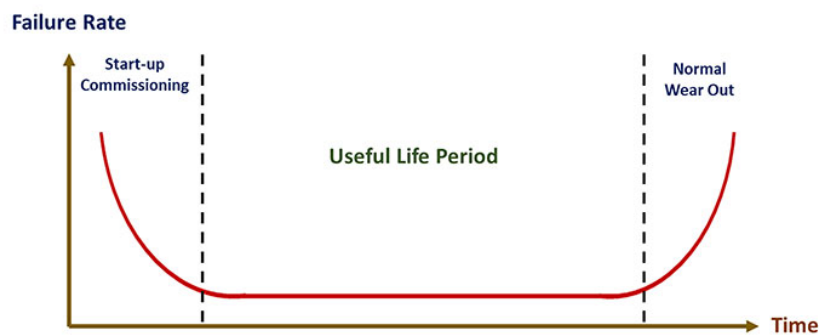 Failure Rate
Start-up
Commissioning
Normal
Wear Out
Useful Life Period
Time